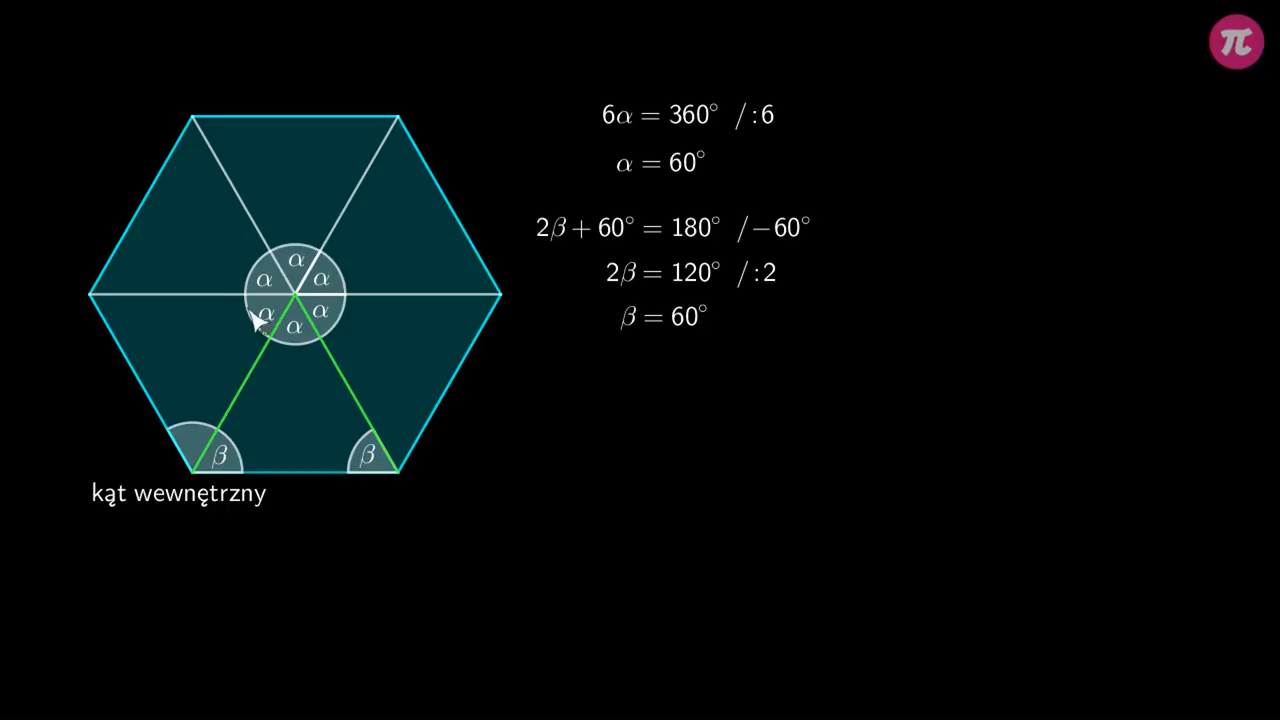 π
6α = 360° /:6
α = 60°
2β + 60° = 180° /−60°
2β = 120° /:2
β = 60°
α
α α
α α
α
β β
kąt wewnętrzny